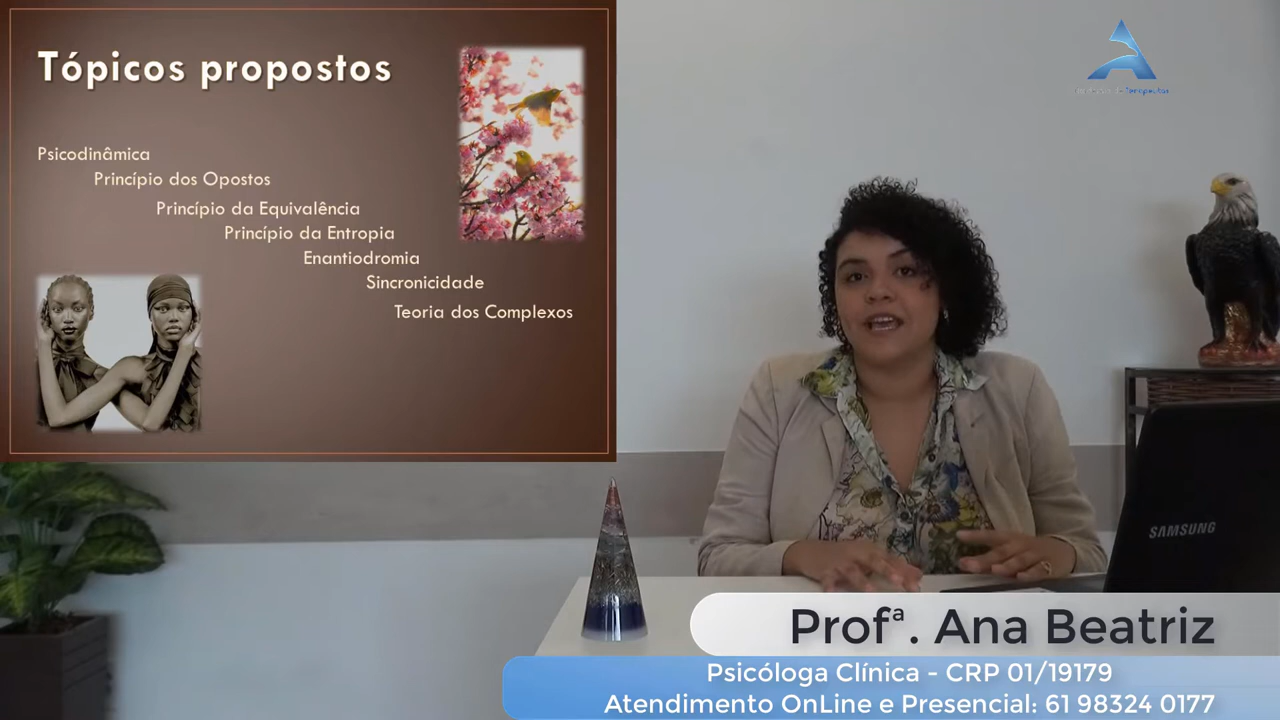 Tópicos propostos
Psicodinâmica
Princípio dos Opostos
Princípio da Equivalência
Princípio da Entropia
Enantiodromia
Sincronicidade
Teoria dos Complexos
Terapeutas
SAMSUNG
Profª. Ana Beatriz
Psicóloga Clínica - CRP 01/19179
Atendimento OnLine e Presencial: 61 98324 0177